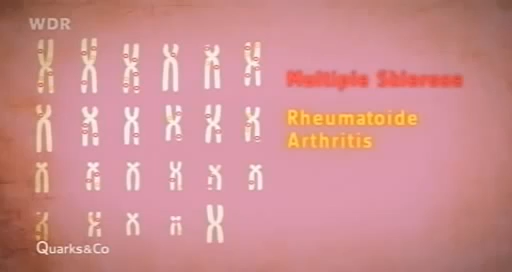 WDR
Multiple Sklerose
Rheumatoide
Arthritis
Quarks&Co